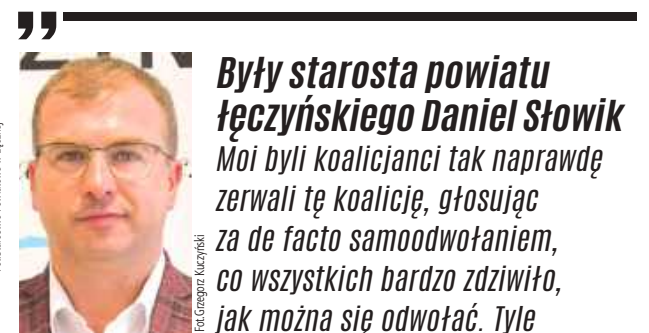 ”
Były starosta powiatu
łęczyńskiego Daniel Słowik
Moi byli koalicjanci tak naprawdę
zerwali tę koalicję, głosując
za de facto samoodwołaniem,
co wszystkich bardzo zdziwiło,
jak można się odwołać. Tyle
Fot. Grzegorz Kuczyński